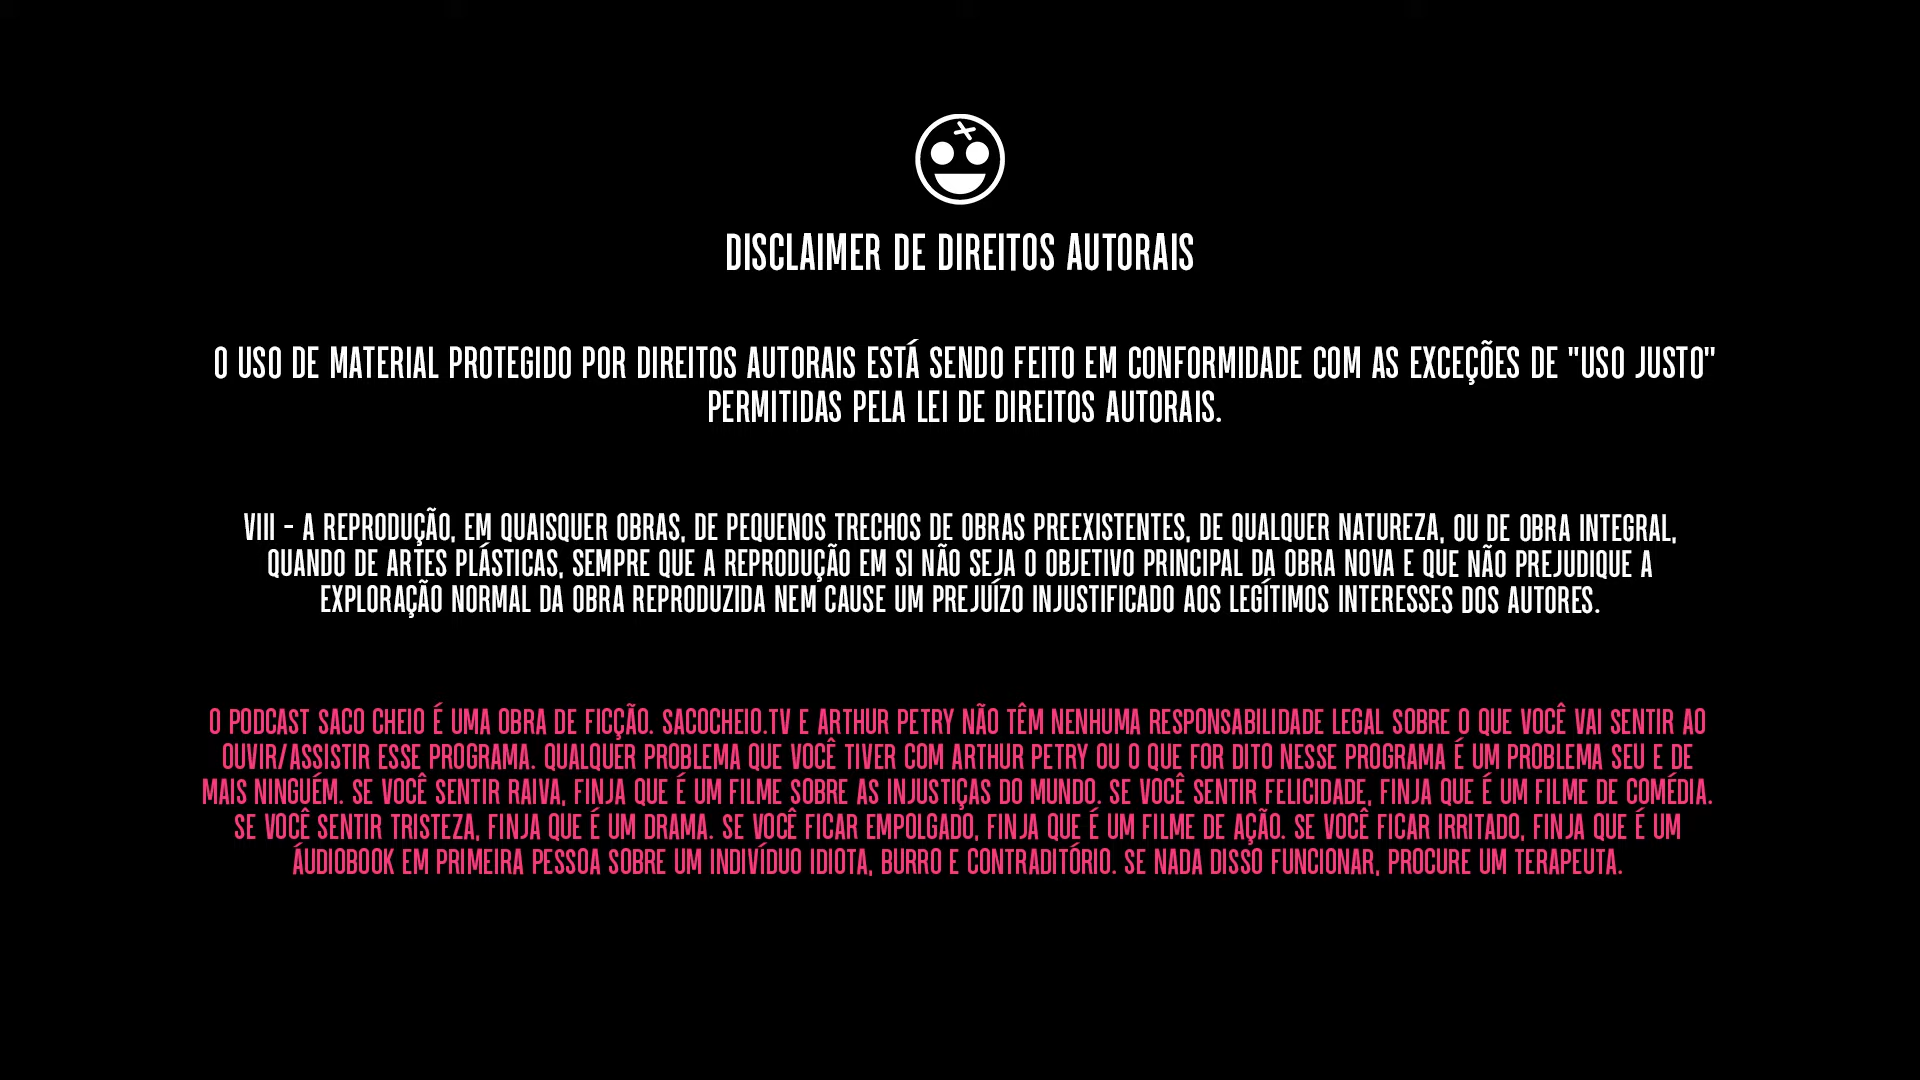 DISCLAIMER DE DIREITOS AUTORAIS
O USO DE MATERIAL PROTEGIDO POR DIREITOS AUTORAIS ESTÁ SENDO FEITO EM CONFORMIDADE COM AS EXCEÇÕES DE "USO JUSTO"
PERMITIDAS PELA LEI DE DIREITOS AUTORAIS.
VIII - A REPRODUÇÃO, EM QUAISQUER OBRAS, DE PEQUENOS TRECHOS DE OBRAS PREEXISTENTES, DE QUALQUER NATUREZA, OU DE OBRA INTEGRAL,
QUANDO DE ARTES PLÁSTICAS, SEMPRE QUE A REPRODUÇÃO EM SI NÃO SEJA O OBJETIVO PRINCIPAL DA OBRA NOVA E QUE NÃO PREJUDIQUE A
EXPLORAÇÃO NORMAL DA OBRA REPRODUZIDA NEM CAUSE UM PREJUÍZO INJUSTIFICADO AOS LEGÍTIMOS INTERESSES DOS AUTORES.
O PODCAST SACO CHEIO É UMA OBRA DE FICÇÃO. SACOCHEIO.TV E ARTHUR PETRY NÃO TÊM NENHUMA RESPONSABILIDADE LEGAL SOBRE O QUE VOCÊ VAI SENTIR AO
OUVIR/ASSISTIR ESSE PROGRAMA. QUALQUER PROBLEMA QUE VOCÊ TIVER COM ARTHUR PETRY OU O QUE FOR DITO NESSE PROGRAMA É UM PROBLEMA SEU E DE
MAIS NINGUÉM. SE VOCÊ SENTIR RAIVA, FINJA QUE É UM FILME SOBRE AS INJUSTIÇAS DO MUNDO. SE VOCÊ SENTIR FELICIDADE, FINJA QUE É UM FILME DE COMÉDIA.
SE VOCÊ SENTIR TRISTEZA, FINJA QUE É UM DRAMA. SE VOCÊ FICAR EMPOLGADO, FINJA QUE É UM FILME DE AÇÃO. SE VOCÊ FICAR IRRITADO, FINJA QUE É UM
ÁUDIOBOOK EM PRIMEIRA PESSOA SOBRE UM INDIVÍDUO IDIOTA, BURRO E CONTRADITÓRIO. SE NADA DISSO FUNCIONAR, PROCURE UM TERAPEUTA.